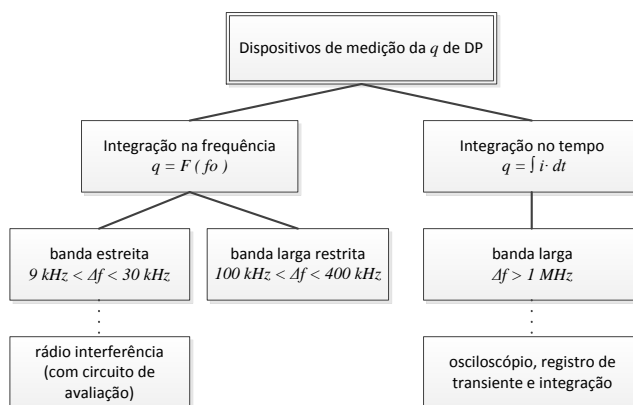 Dispositivos de medição da q de DP
Integração na frequência
q = F ( fo )
Integração no tempo
q = ∫ i· dt
banda estreita
9 kHz < Δf < 30 kHz
banda larga restrita
100 kHz < Δf < 400 kHz
banda larga
Δf > 1 MHz
rádio interferência
(com circuito de
avaliação)
osciloscópio, registro de
transiente e integração